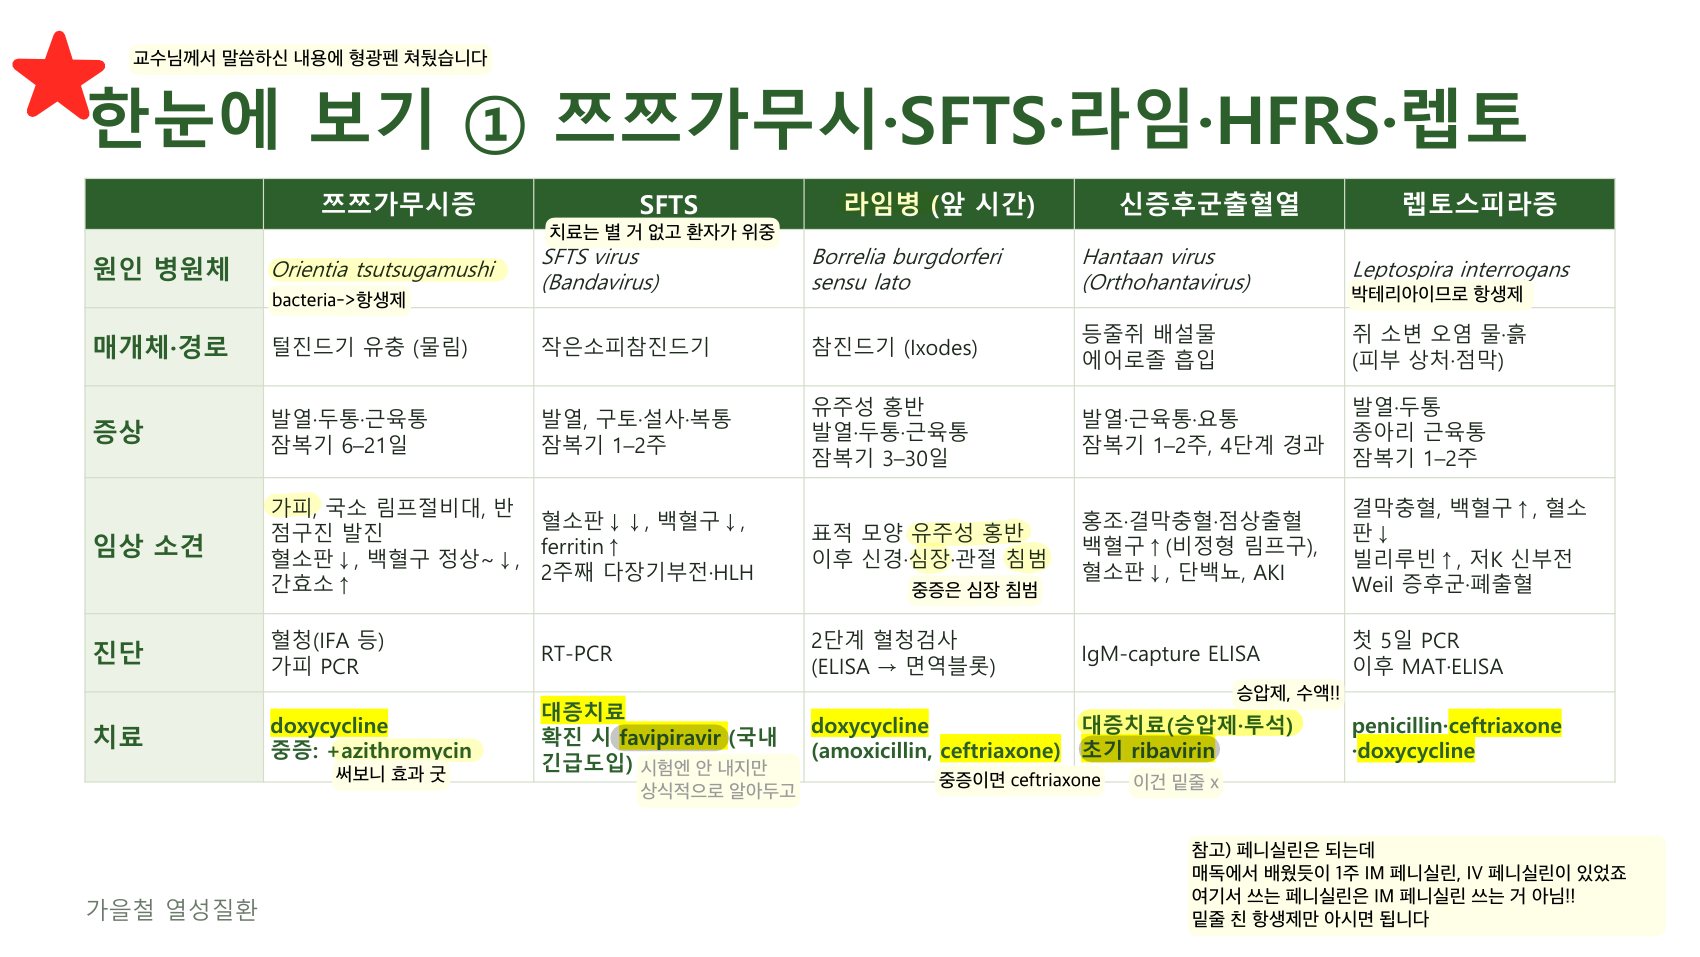 교수님께서 말씀하신 내용에 형광펜 쳐뒀습니다
한눈에 보기 ① 쯔쯔가무시·SFTS·라임·HFRS·렙토
쯔쯔가무시증
SFTS
라임병 (앞 시간)
신증후군출혈열
렙토스피라증
치료는 별 거 없고 환자가 위중
원인 병원체
Orientia tsutsugamushi
bacteria->항생제
SFTS virus
(Bandavirus)
Borrelia burgdorferi
sensu lato
Hantaan virus
(Orthohantavirus)
Leptospira interrogans
박테리아이므로 항생제
매개체·경로
털진드기 유충 (물림)
작은소피참진드기
참진드기 (Ixodes)
등줄쥐 배설물
에어로졸 흡입
쥐 소변 오염 물·흙
(피부 상처·점막)
증상
발열·두통·근육통
잠복기 6–21일
발열, 구토·설사·복통
잠복기 1–2주
유주성 홍반
발열·두통·근육통
잠복기 3–30일
발열·근육통·요통
잠복기 1–2주, 4단계 경과
발열·두통
종아리 근육통
잠복기 1–2주
임상 소견
가피, 국소 림프절비대, 반
점구진 발진
혈소판↓, 백혈구 정상~↓,
간효소↑
혈소판↓↓, 백혈구↓,
ferritin↑
2주째 다장기부전·HLH
표적 모양 유주성 홍반
이후 신경·심장·관절 침범
중증은 심장 침범
홍조·결막충혈·점상출혈
백혈구↑(비정형 림프구),
혈소판↓, 단백뇨, AKI
결막충혈, 백혈구↑, 혈소
판↓
빌리루빈↑, 저K 신부전
Weil 증후군·폐출혈
진단
혈청(IFA 등)
가피 PCR
RT-PCR
2단계 혈청검사
(ELISA → 면역블롯)
IgM-capture ELISA
첫 5일 PCR
이후 MAT·ELISA
치료
doxycycline
중증: +azithromycin
써보니 효과 굿
대증치료
확진 시 favipiravir (국내
긴급도입)
시험엔 안 내지만
상식적으로 알아두고
doxycycline
(amoxicillin, ceftriaxone)
중증이면 ceftriaxone
승압제, 수액!!
대증치료(승압제·투석)
초기 ribavirin
이건 밑줄 x
penicillin·ceftriaxone
·doxycycline
참고) 페니실린은 되는데
매독에서 배웠듯이 1주 IM 페니실린, IV 페니실린이 있었죠
여기서 쓰는 페니실린은 IM 페니실린 쓰는 거 아님!!
밑줄 친 항생제만 아시면 됩니다
가을철 열성질환